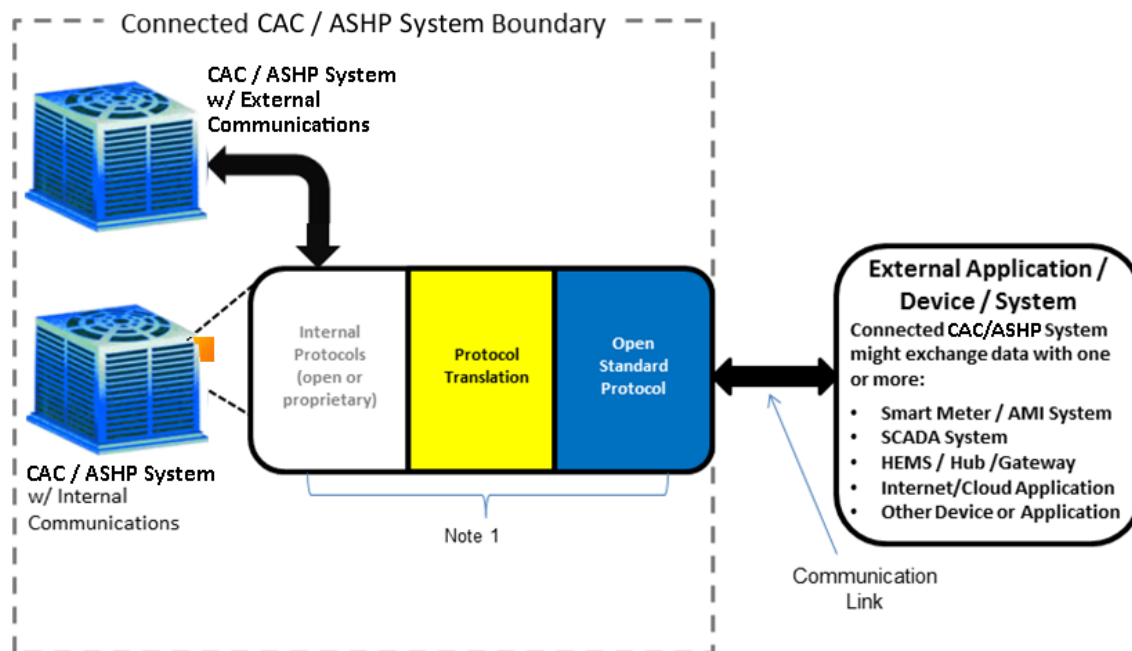 Connected CAC / ASHP System Boundary
CAC / ASHP System
w/ External
Communications
Internal
Protocols
(open or
proprietary)
Protocol
Translation
Open
Standard
Protocol
CAC / ASHP System
w/ Internal
Communications
Note 1
External Application /
Device / System
Connected CAC/ASHP System
might exchange data with one
or more:
• Smart Meter / AMI System
• SCADA System
• HEMS / Hub /Gateway
• Internet/Cloud Application
• Other Device or Application
Communication
Link